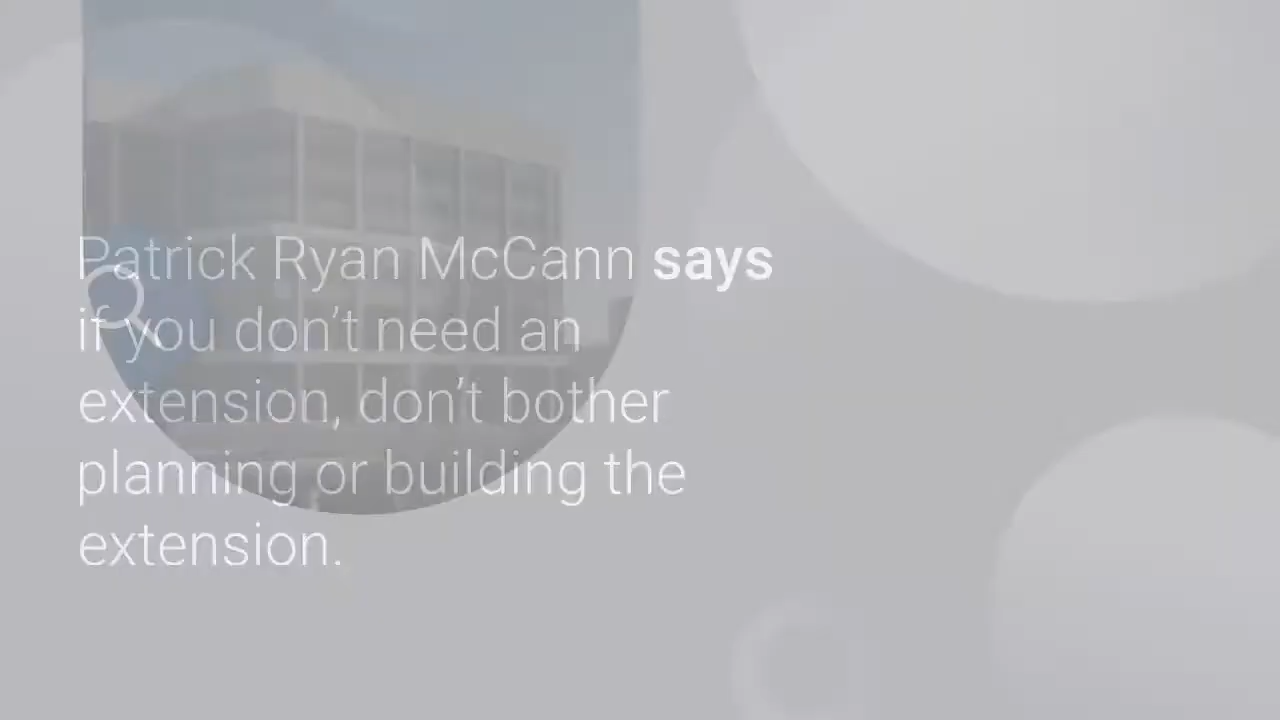 Patrick Ryan McCann says
if you don’t need an
extension, don’t bother
planning or building the
extension.